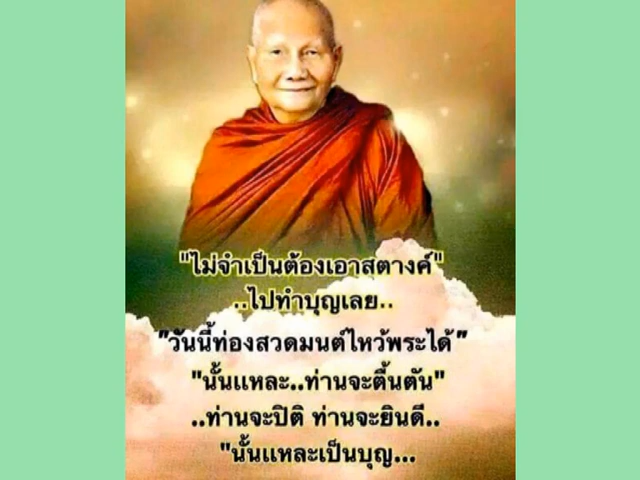 "ไม่จำเป็นต้องเอาสตางค์"
..ไปทำบุญเลย..
"วันนี้ท่องสวดมนต์ไหว้พระได้"
"นั้นแหละ..ท่านจะตื้นตัน"
..ท่านจะปิติ ท่านจะยินดี..
"นั้นแหละเป็นบุญ...